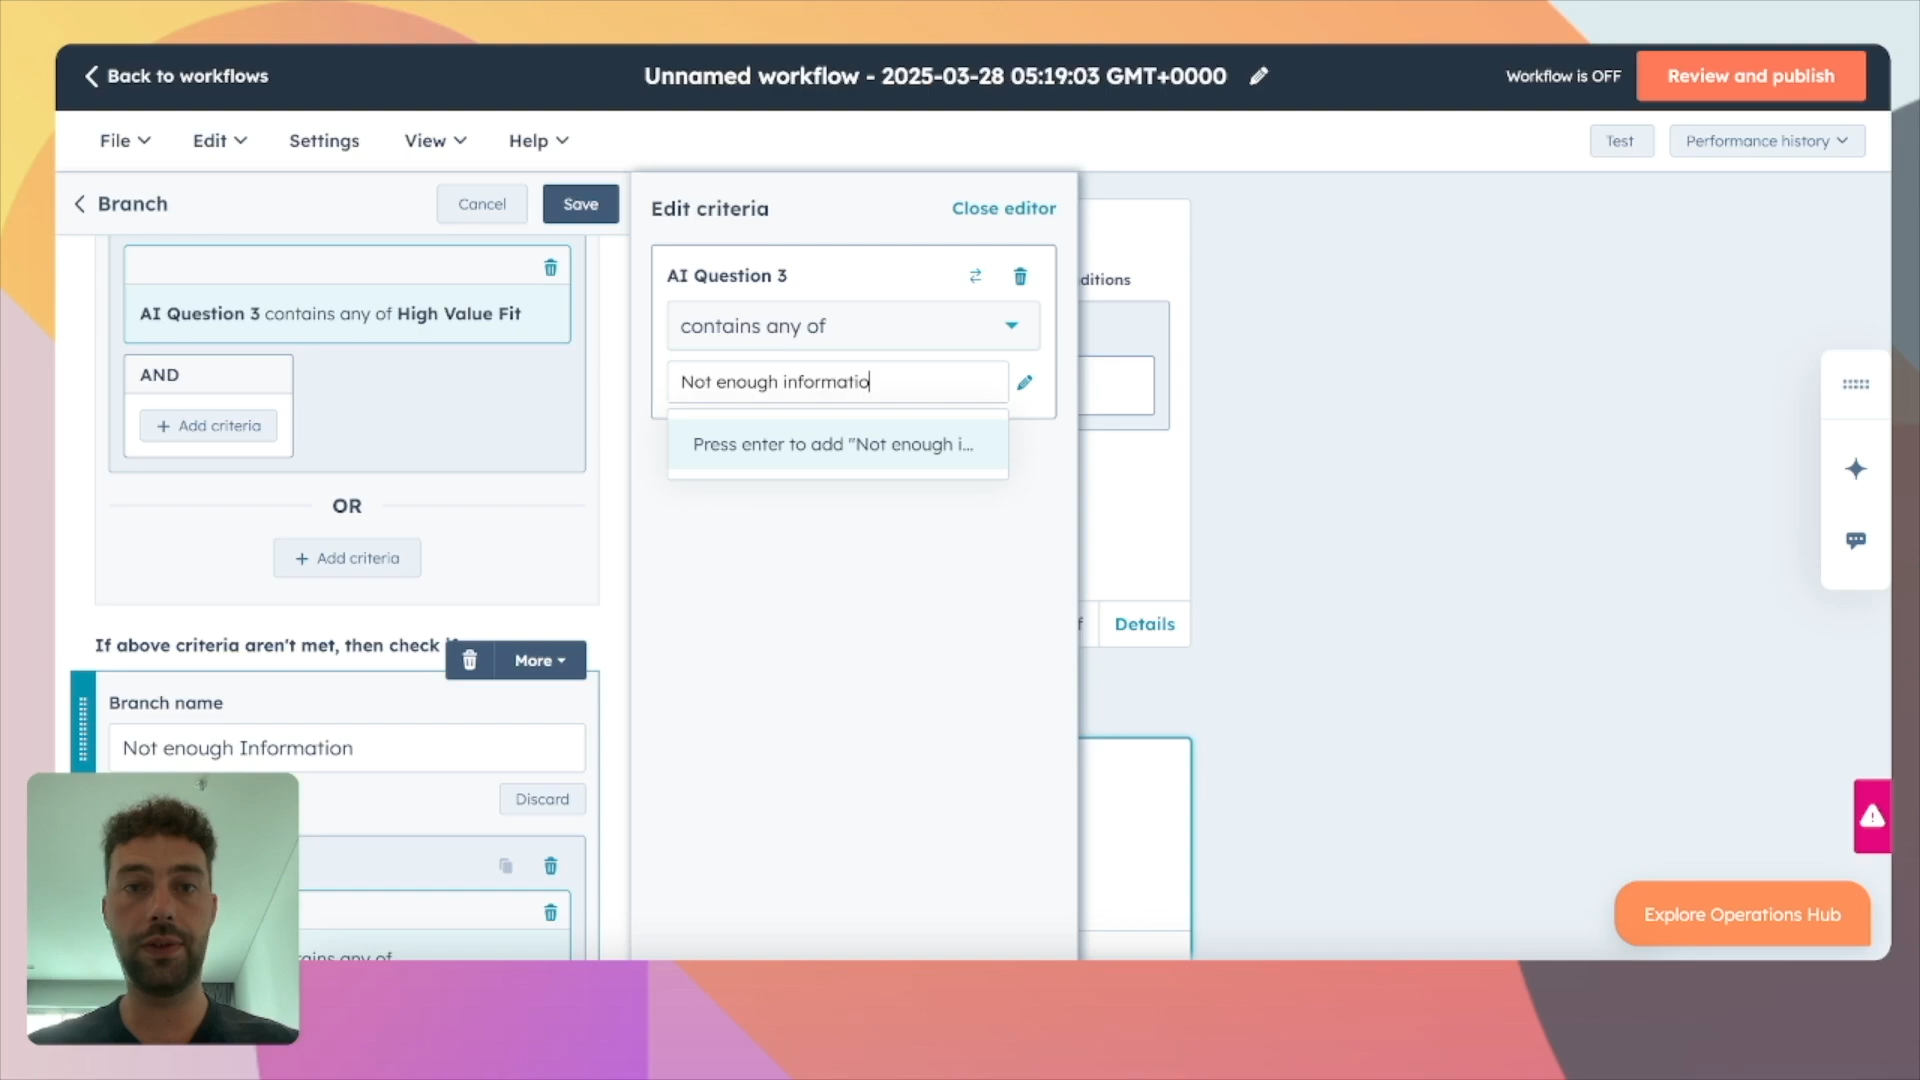 Back to workflows
Unnamed workflow - 2025-03-28 05:19:03 GMT+0000
Workflow is OFF
Review and publish
File
Edit
Settings
View
Help
Test
Performance history
Branch
Cancel
Save
AI Question 3 contains any of High Value Fit
AND
+ Add criteria
OR
+ Add criteria
If above criteria aren't met, then check
More
Branch name
Not enough Information
Discard
Edit criteria
Close editor
AI Question 3
contains any of
Not enough informatio
Press enter to add "Not enough i...
ditions
f
Details
Explore Operations Hub